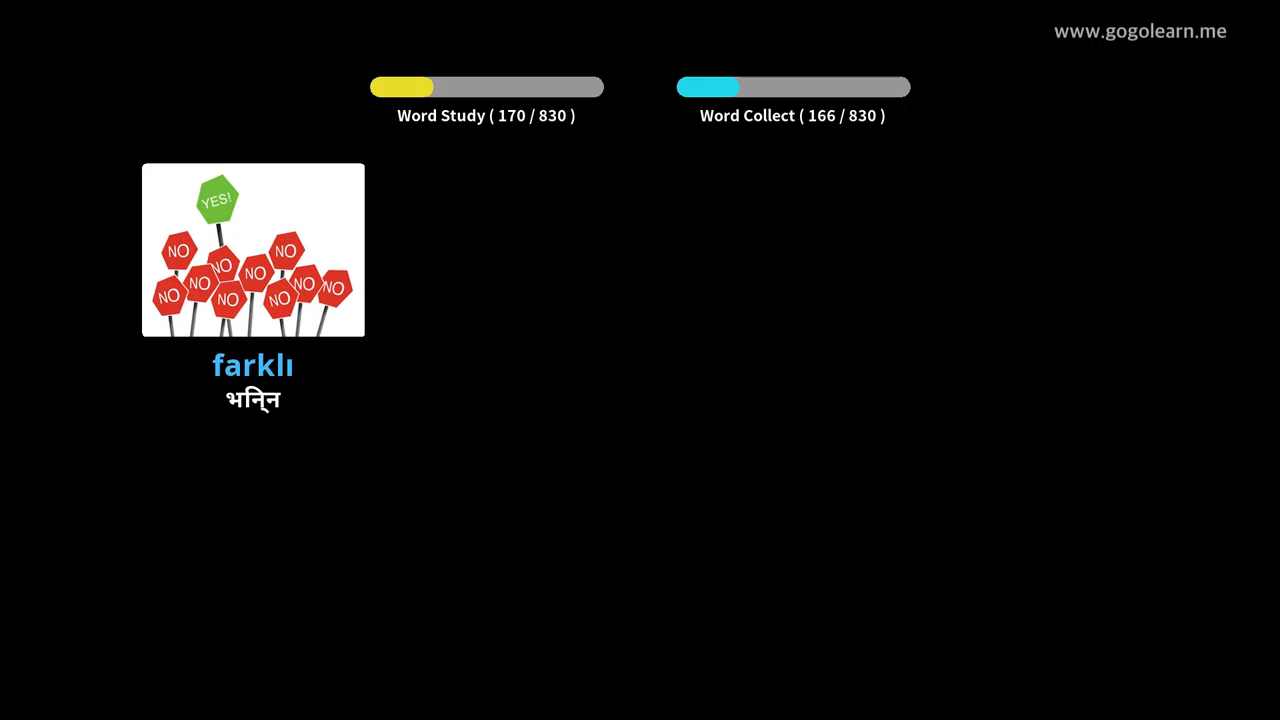 www.gogolearn.me
Word Study ( 170 / 830 )
Word Collect ( 166 / 830 )
YES!
NO
NO
NO
NO
NO
NO
NO
NO
NO
NO
farklı
भिन्न